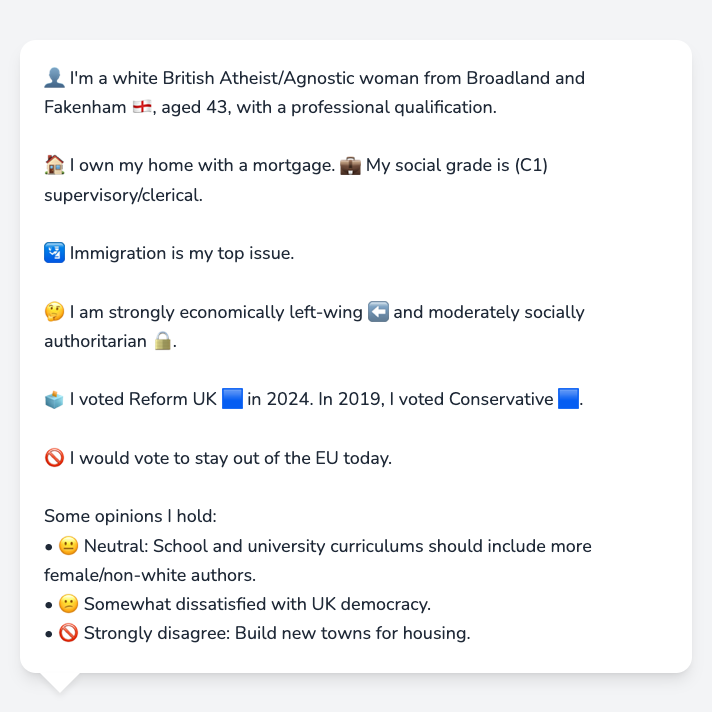 👤 I'm a white British Atheist/Agnostic woman from Broadland and
Fakenham 🏴󠁧󠁢󠁥󠁮󠁧󠁿, aged 43, with a professional qualification.
🏠 I own my home with a mortgage. 💼 My social grade is (C1)
supervisory/clerical.
🛂 Immigration is my top issue.
🤔 I am strongly economically left-wing ⬅️ and moderately socially
authoritarian 🔒.
🗳️ I voted Reform UK 🟦 in 2024. In 2019, I voted Conservative 🟦.
🚫 I would vote to stay out of the EU today.
Some opinions I hold:
• 😐 Neutral: School and university curriculums should include more
female/non-white authors.
• 😕 Somewhat dissatisfied with UK democracy.
• 🚫 Strongly disagree: Build new towns for housing.